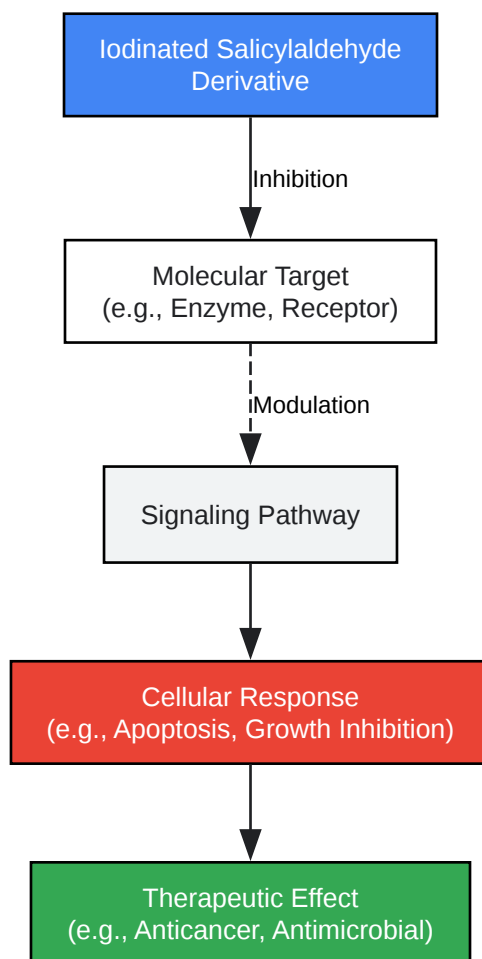 Iodinated Salicylaldehyde
Derivative
Inhibition
Molecular Target
(e.g., Enzyme, Receptor)
Modulation
Signaling Pathway
Cellular Response
(e.g., Apoptosis, Growth Inhibition)
Therapeutic Effect
(e.g., Anticancer, Antimicrobial)